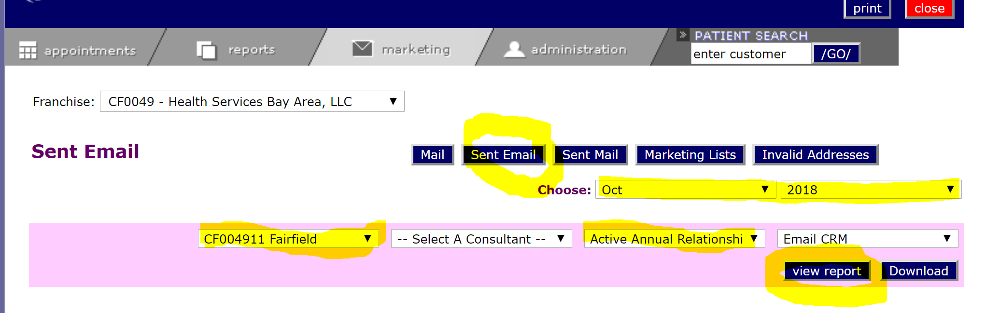 print close
appointments reports marketing administration » PATIENT SEARCH
enter customer /GO/
Franchise: CF0049 - Health Services Bay Area, LLC
Sent Email Mail Sent Email Sent Mail Marketing Lists Invalid Addresses
Choose: Oct 2018
CF004911 Fairfield -- Select A Consultant -- Active Annual Relationshi Email CRM
view report Download